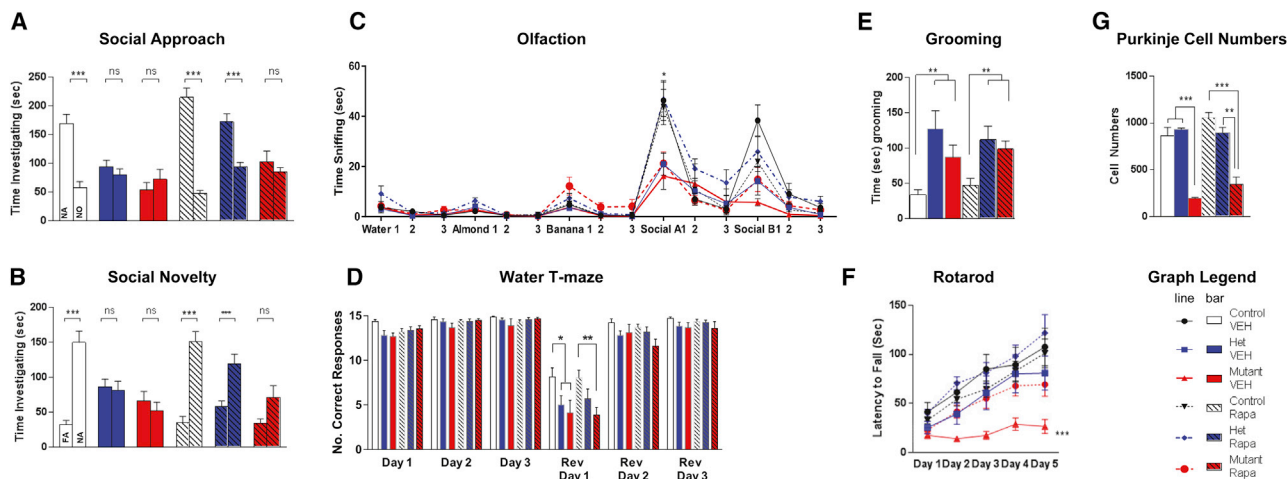 A
Social Approach
Time Investigating (sec)
250
200
150
100
50
0
***
ns
ns
***
***
ns
NA
NO
B
Social Novelty
Time Investigating (sec)
200
150
100
50
0
***
ns
ns
***
***
ns
FA
NA
C
Olfaction
Time Sniffing (sec)
60
40
20
0
*
Water 1 2 3 Almond 1 2 3 Banana 1 2 3 Social A1 2 3 Social B1 2 3
D
Water T-maze
No. Correct Responses
15
10
5
0
* **
Day 1 Day 2 Day 3 Rev Day 1 Rev Day 2 Rev Day 3
E
Grooming
Time (sec) grooming
200
150
100
50
0
** **
F
Rotarod
Latency to Fall (Sec)
150
100
50
0
***
Day 1 Day 2 Day 3 Day 4 Day 5
G
Purkinje Cell Numbers
Cell Numbers
1500
1000
500
0
***
***
**
Graph Legend
line bar
Control VEH
Het VEH
Mutant VEH
Control Rapa
Het Rapa
Mutant Rapa